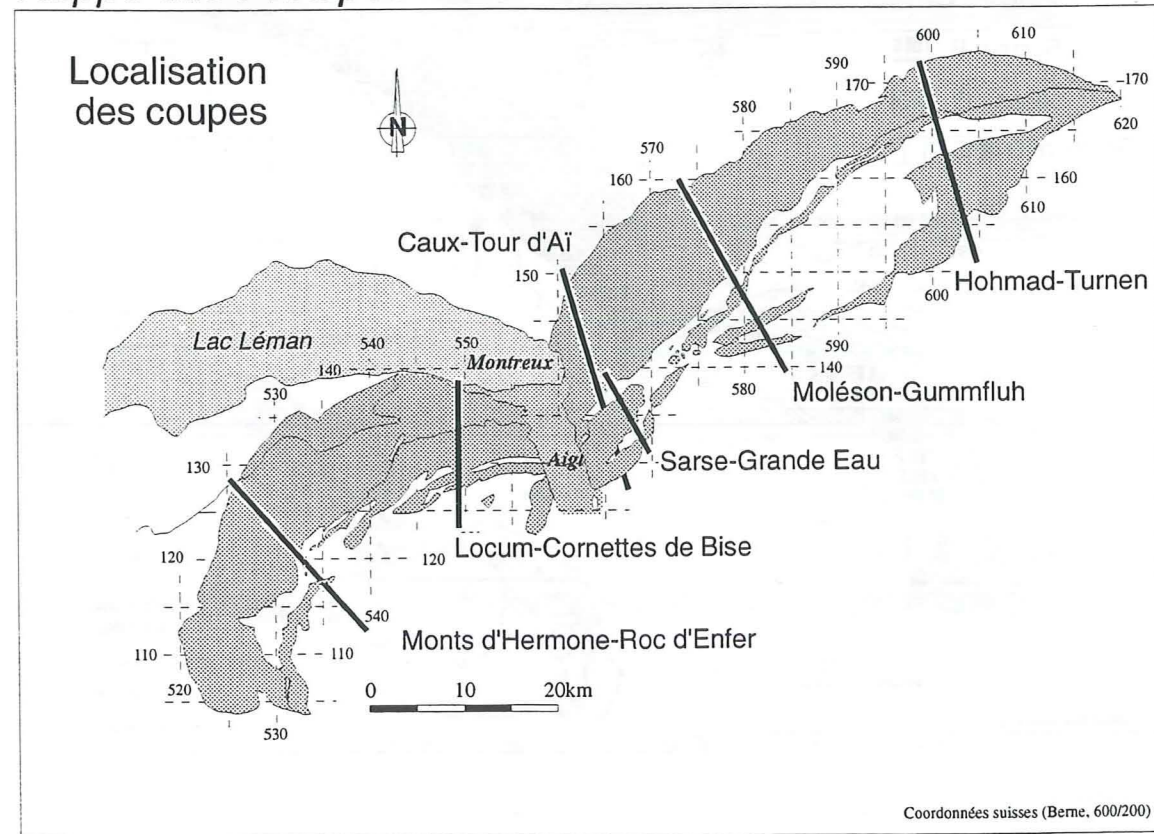 Localisation
des coupes
N
600
610
590
170
170
580
620
570
160
160
610
Caux-Tour d'Aï
150
600
Hohmad-Turnen
Lac Léman
540
550
Montreux
590
140
140
530
580
Moléson-Gummfluh
130
Aigl
Sarse-Grande Eau
Locum-Cornettes de Bise
120
120
540
Monts d'Hermone-Roc d'Enfer
110
110
520
0 10 20km
530
Coordonnées suisses (Berne, 600/200)